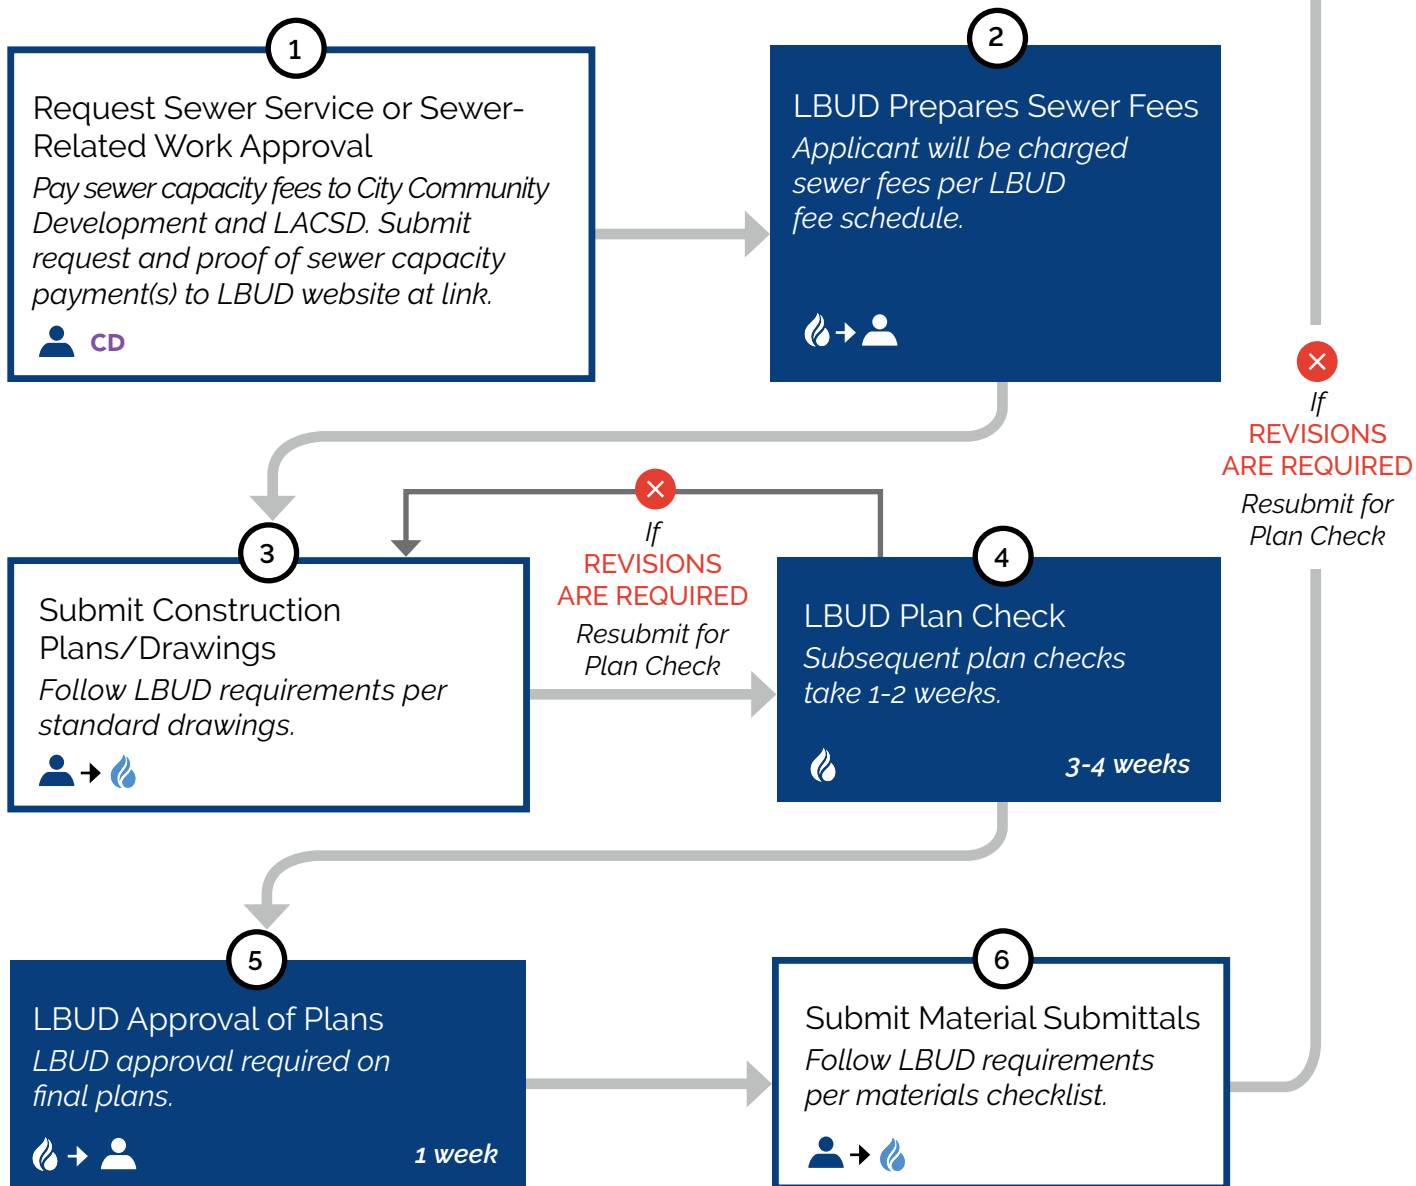 1
Request Sewer Service or Sewer-
Related Work Approval
Pay sewer capacity fees to City Community
Development and LACSD. Submit
request and proof of sewer capacity
payment(s) to LBUD website at link.
CD
2
LBUD Prepares Sewer Fees
Applicant will be charged
sewer fees per LBUD
fee schedule.
If
REVISIONS
ARE REQUIRED
Resubmit for
Plan Check
3
Submit Construction
Plans/Drawings
Follow LBUD requirements per
standard drawings.
If
REVISIONS
ARE REQUIRED
Resubmit for
Plan Check
4
LBUD Plan Check
Subsequent plan checks
take 1-2 weeks.
3-4 weeks
5
LBUD Approval of Plans
LBUD approval required on
final plans.
1 week
6
Submit Material Submittals
Follow LBUD requirements
per materials checklist.